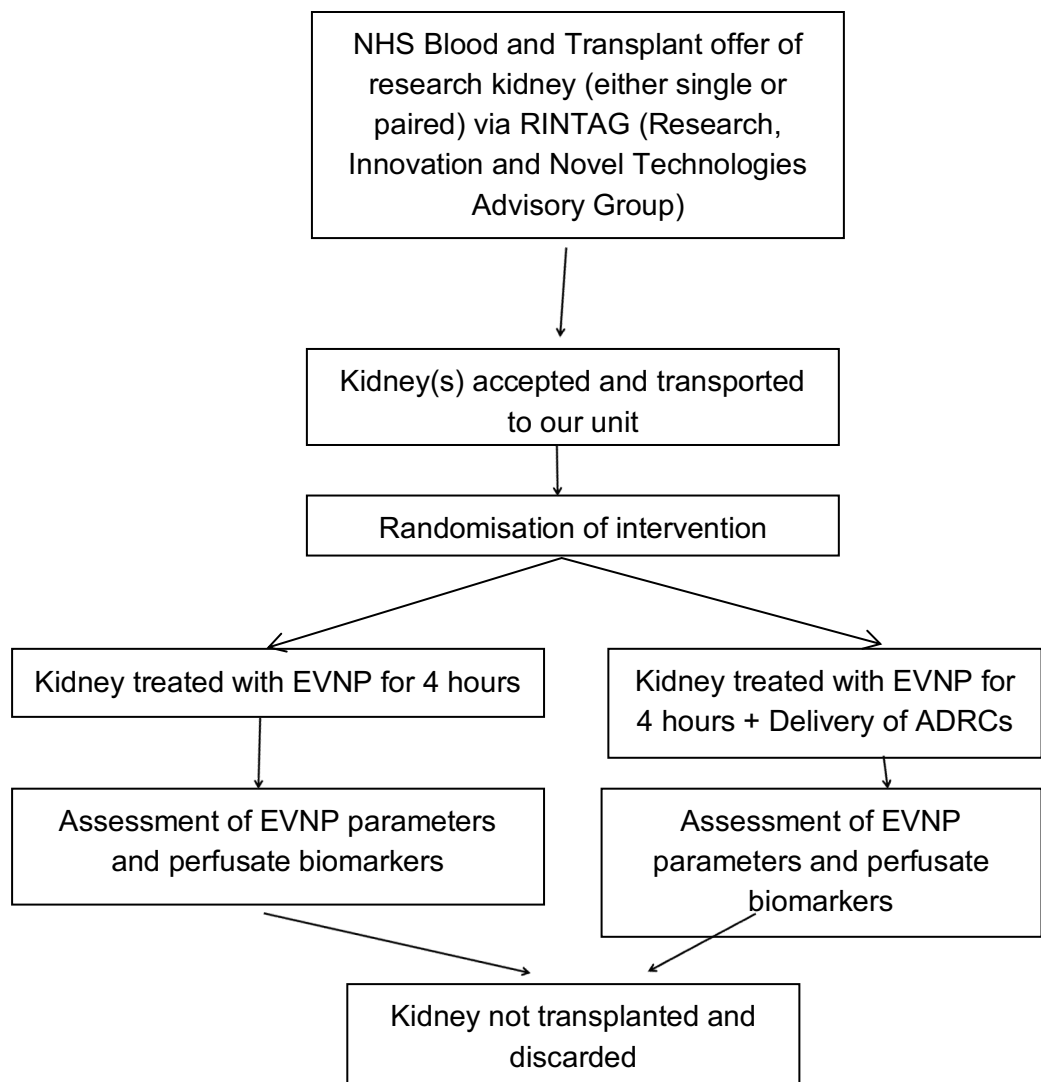 NHS Blood and Transplant offer of
research kidney (either single or
paired) via RINTAG (Research,
Innovation and Novel Technologies
Advisory Group)
Kidney(s) accepted and transported
to our unit
Randomisation of intervention
Kidney treated with EVNP for 4 hours.
Kidney treated with EVNP for
4 hours + Delivery of ADRCs
Assessment of EVNP parameters
and perfusate biomarkers
Assessment of EVNP
parameters and perfusate
biomarkers
Kidney not transplanted and
discarded